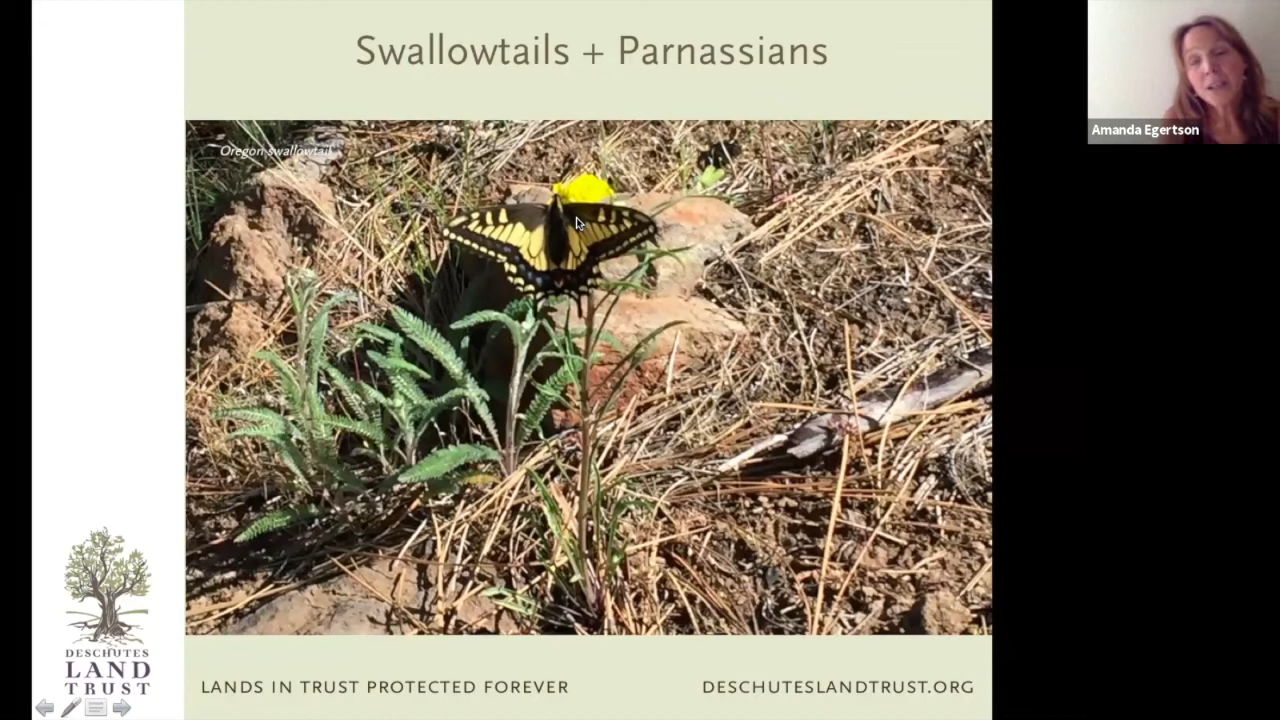 Swallowtails + Parnassians
Amanda Egertson
Oregon swallowtail
DESCHUTES
LAND
TRUST
LANDS IN TRUST PROTECTED FOREVER
DESCHUTESLANDTRUST.ORG